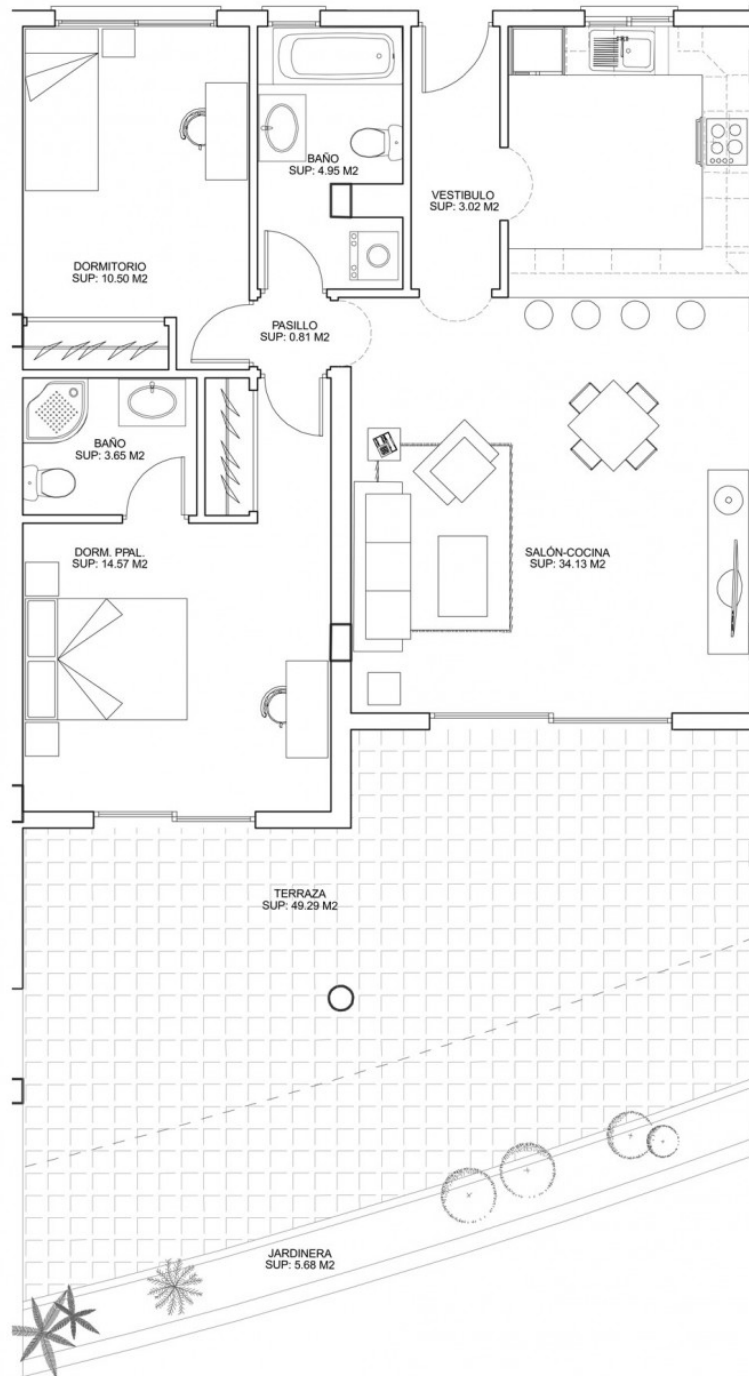 BAÑO
SUP: 4.95 M2
VESTIBULO
SUP: 3.02 M2
DORMITORIO
SUP: 10.50 M2
PASILLO
SUP: 0.81 M2
BAÑO
SUP: 3.65 M2
DORM. PPAL.
SUP: 14.57 M2
SALÓN-COCINA
SUP: 34.13 M2
TERRAZA
SUP: 49.29 M2
JARDINERA
SUP: 5.68 M2